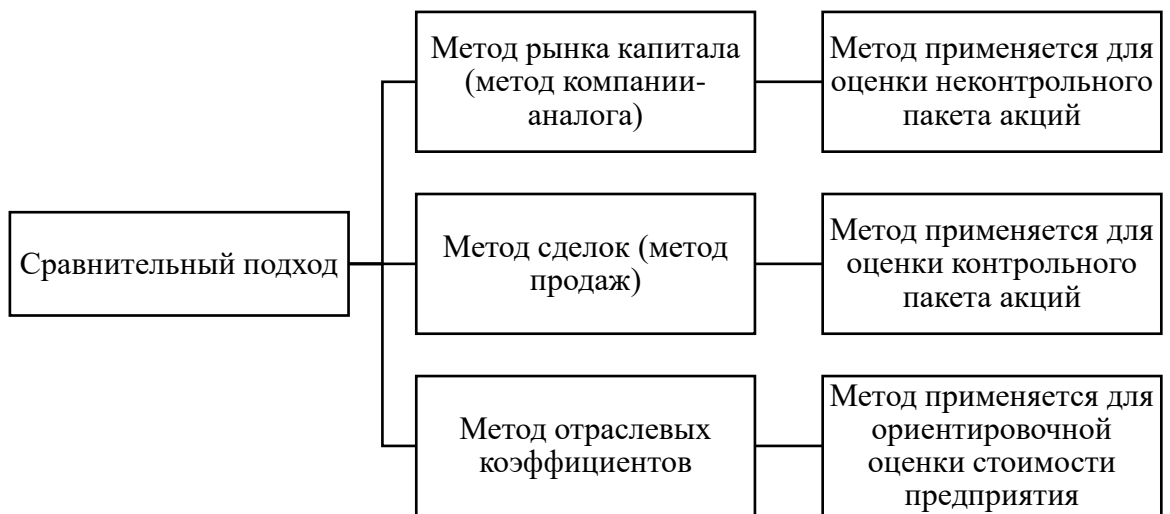 Метод рынка капитала
(метод компании-
аналога)
Метод применяется для
оценки неконтрольного
пакета акций
Сравнительный подход
Метод сделок (метод
продаж)
Метод применяется для
оценки контрольного
пакета акций
Метод отраслевых
коэффициентов
Метод применяется для
ориентировочной
оценки стоимости
предприятия